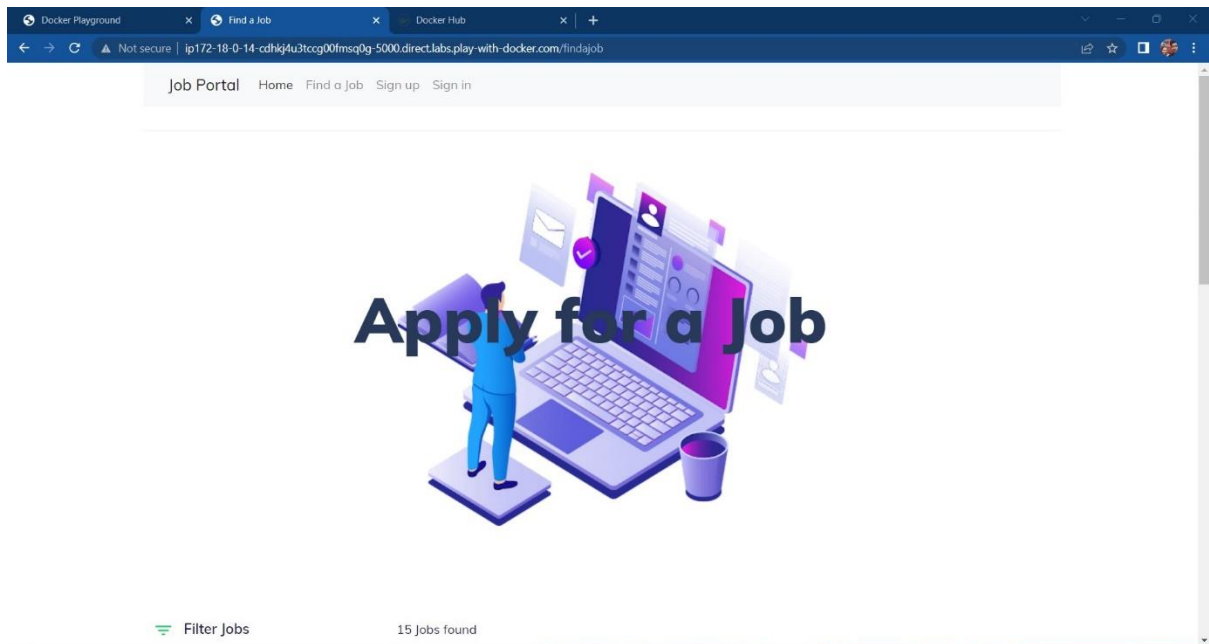 Docker Playground
Find a Job
Docker Hub
Not secure | ip172-18-0-14-cdhkj4u3tccg00fmsq0g-5000.direct.labs.play-with-docker.com/findajob
Job Portal Home Find a Job Sign up Sign in
Apply for a Job
Filter Jobs
15 Jobs found